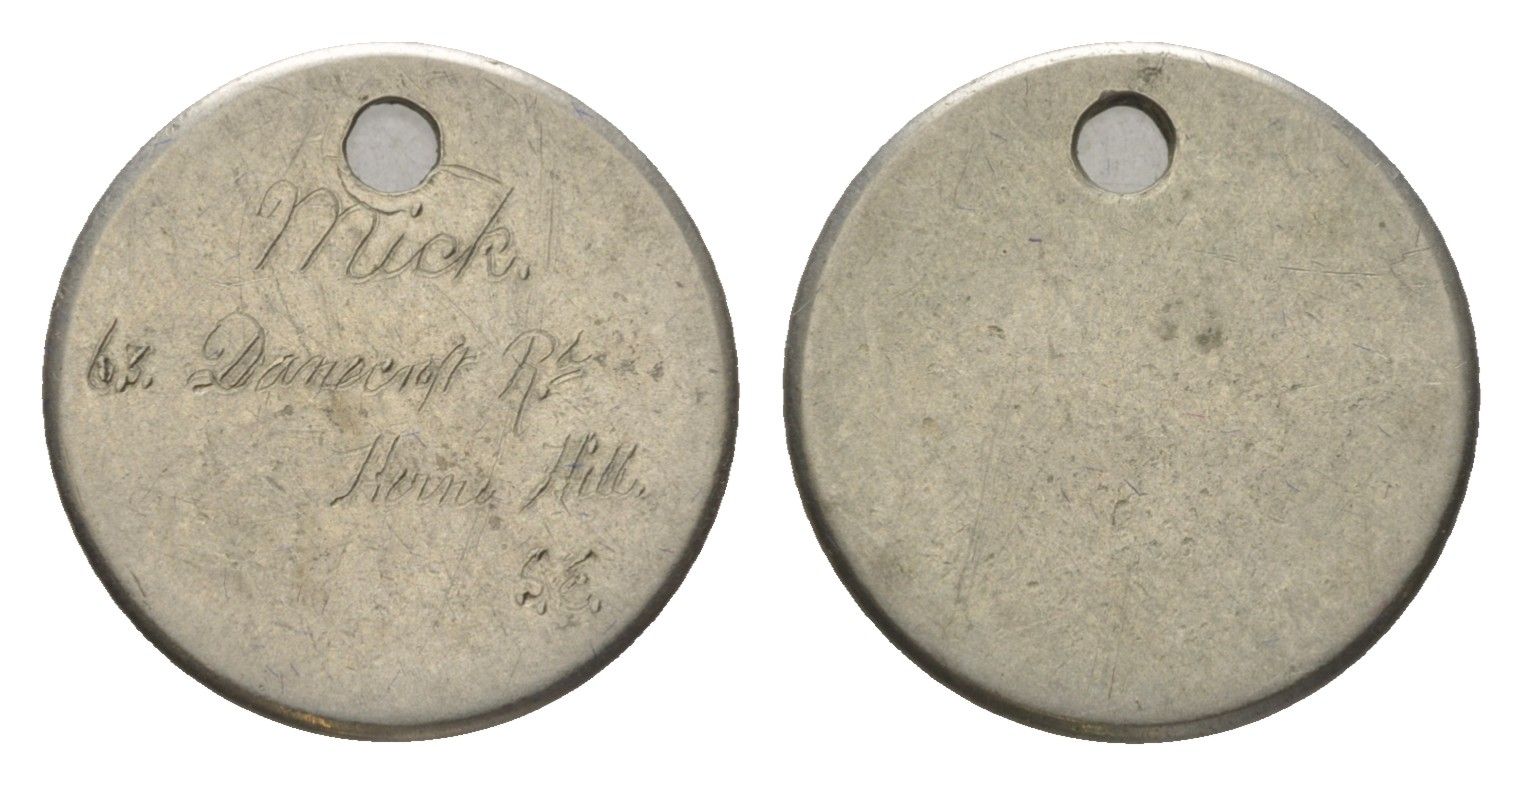 Mick.
63. Danecroft Rd
Herne Hill.
S.E.